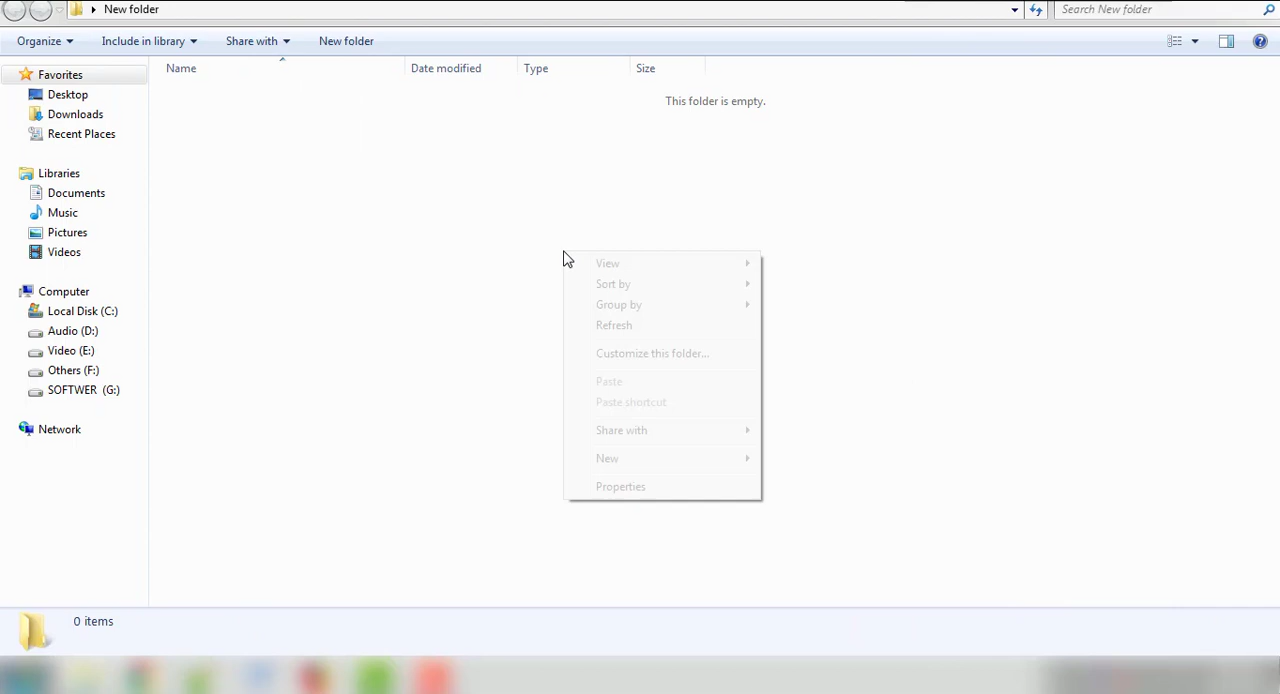 New folder
Search New folder
Organize Include in library Share with New folder
Name Date modified Type Size
This folder is empty.
Favorites
Desktop
Downloads
Recent Places
Libraries
Documents
Music
Pictures
Videos
Computer
Local Disk (C:)
Audio (D:)
Video (E:)
Others (F:)
SOFTWER (G:)
Network
View
Sort by
Group by
Refresh
Customize this folder...
Paste
Paste shortcut
Share with
New
Properties
0 items